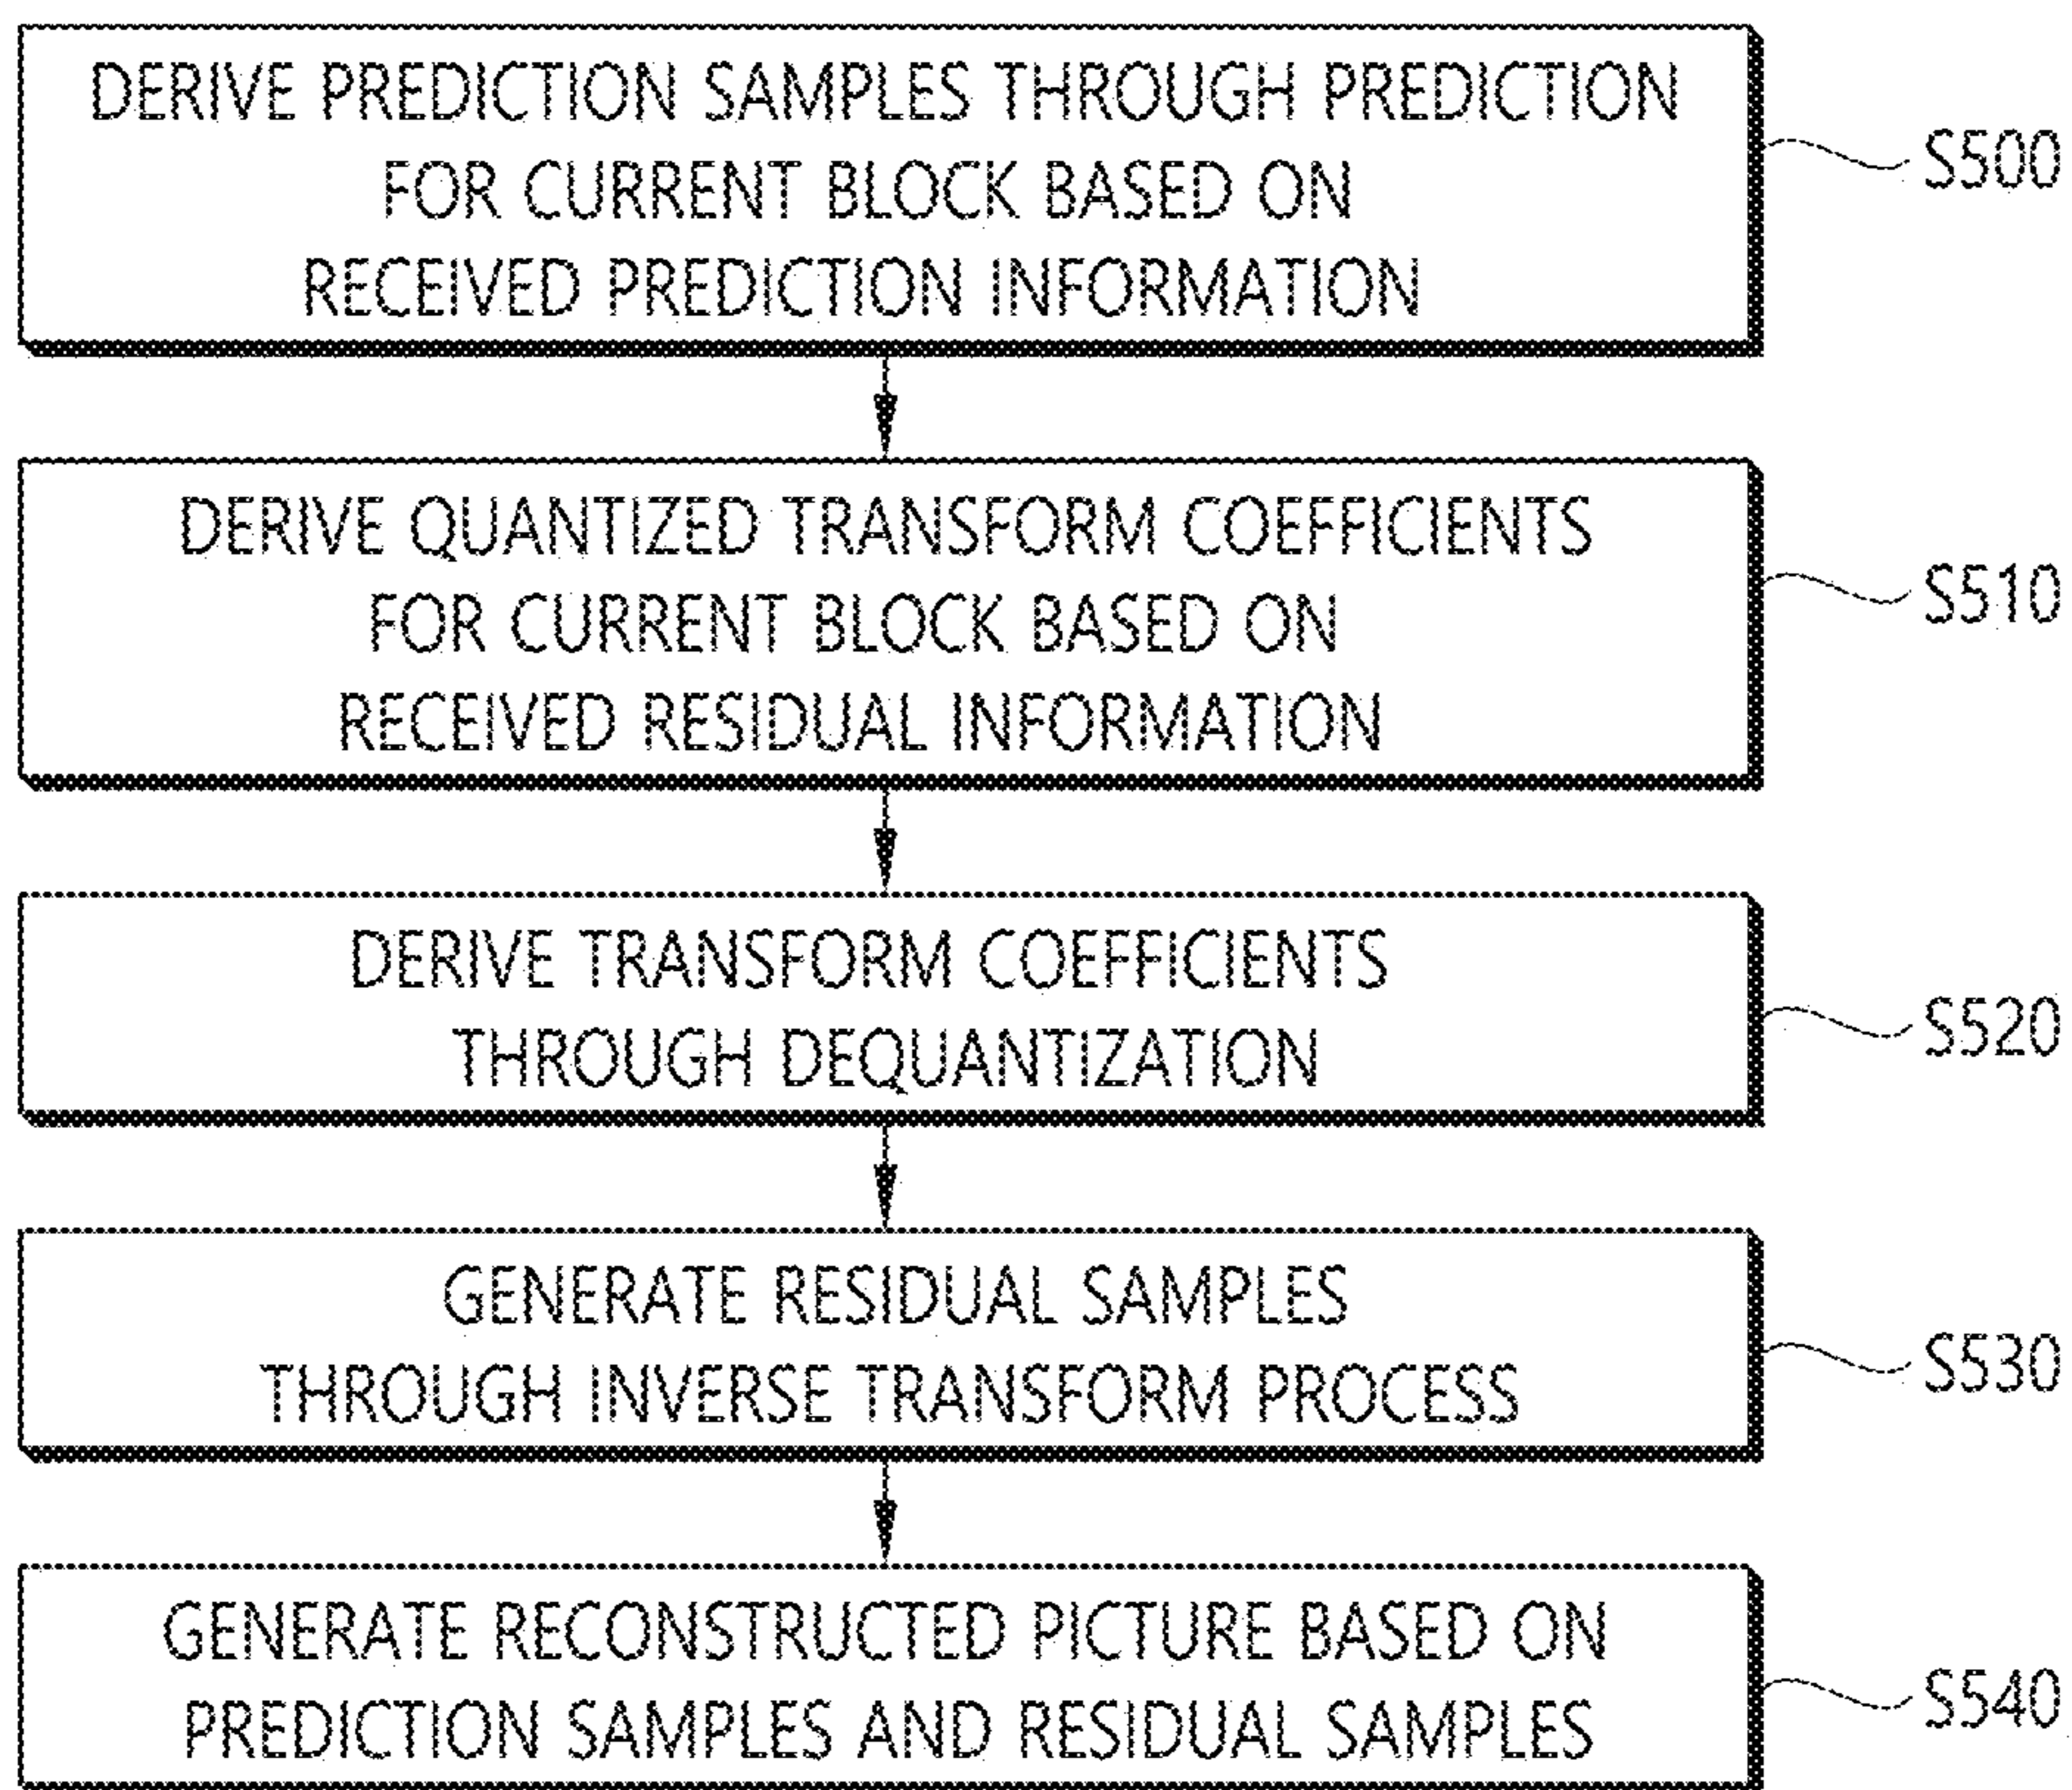 DERIVE PREDICTION SAMPLES THROUGH PREDICTION
FOR CURRENT BLOCK BASED ON
RECEIVED PREDICTION INFORMATION
S500
DERIVE QUANTIZED TRANSFORM COEFFICIENTS
FOR CURRENT BLOCK BASED ON
RECEIVED RESIDUAL INFORMATION
S510
DERIVE TRANSFORM COEFFICIENTS
THROUGH DEQUANTIZATION
S520
GENERATE RESIDUAL SAMPLES
THROUGH INVERSE TRANSFORM PROCESS
S530
GENERATE RECONSTRUCTED PICTURE BASED ON
PREDICTION SAMPLES AND RESIDUAL SAMPLES
S540